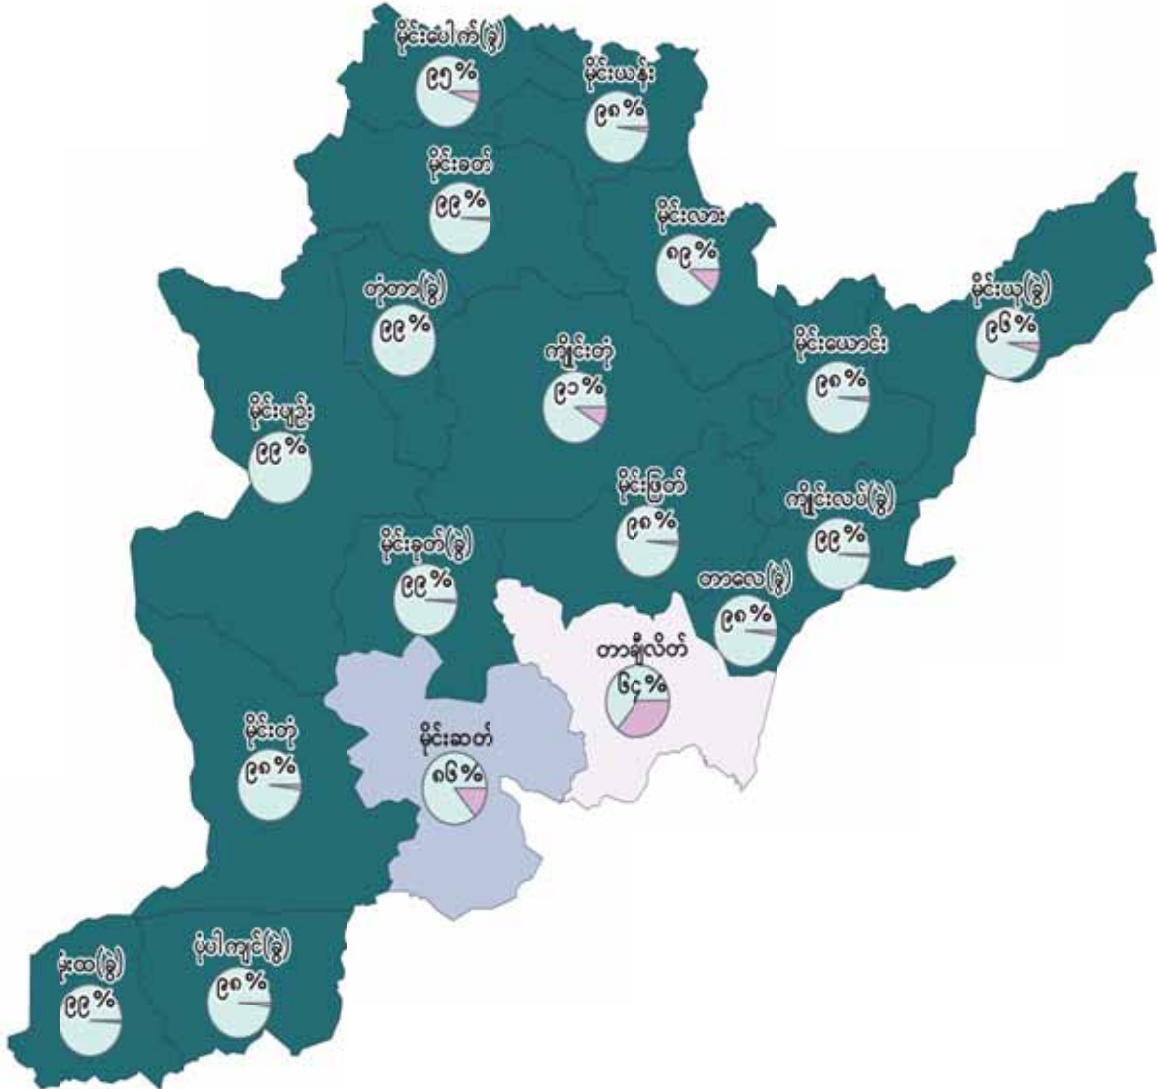 မိုင်းပေါက်(ခွဲ)
၉၅%
မိုင်းယန်း
၉၈%
မိုင်းခတ်
၉၉%
မိုင်းလား
၈၉%
တုံတာ(ခွဲ)
၉၉%
မိုင်းယု(ခွဲ)
၉၆%
ကျိုင်းတုံ
၉၁%
မိုင်းယောင်း
၉၈%
မိုင်းပျဉ်း
၉၉%
မိုင်းဖြတ်
၉၈%
ကျိုင်းလပ်(ခွဲ)
၉၉%
မိုင်းခုတ်(ခွဲ)
၉၉%
တာလေ(ခွဲ)
၉၈%
တာချီလိတ်
၆၄%
မိုင်းတုံ
၉၈%
မိုင်းဆတ်
၈၆%
မုံးထ(ခွဲ)
၉၉%
ပုံပါကျင်(ခွဲ)
၉၈%